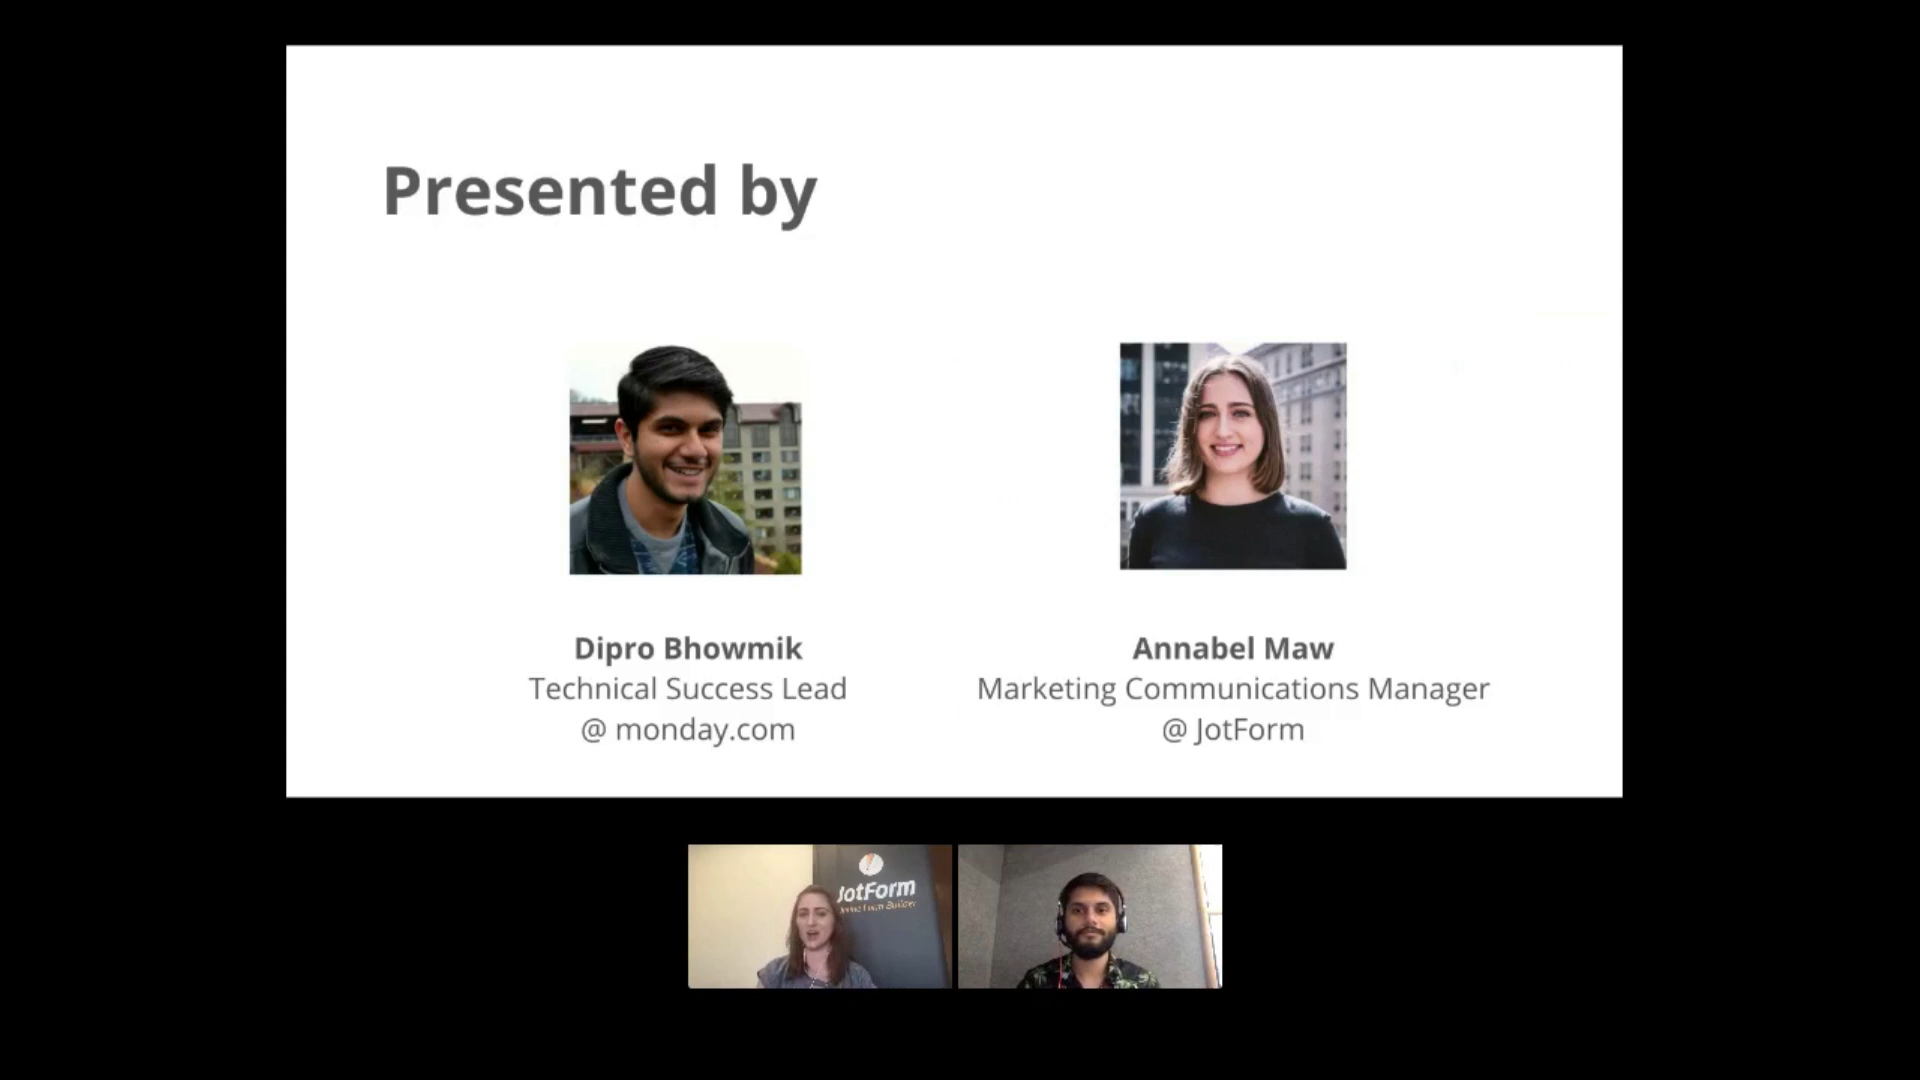 Presented by
Dipro Bhowmik
Technical Success Lead
@ monday.com
Annabel Maw
Marketing Communications Manager
@ JotForm
JotForm